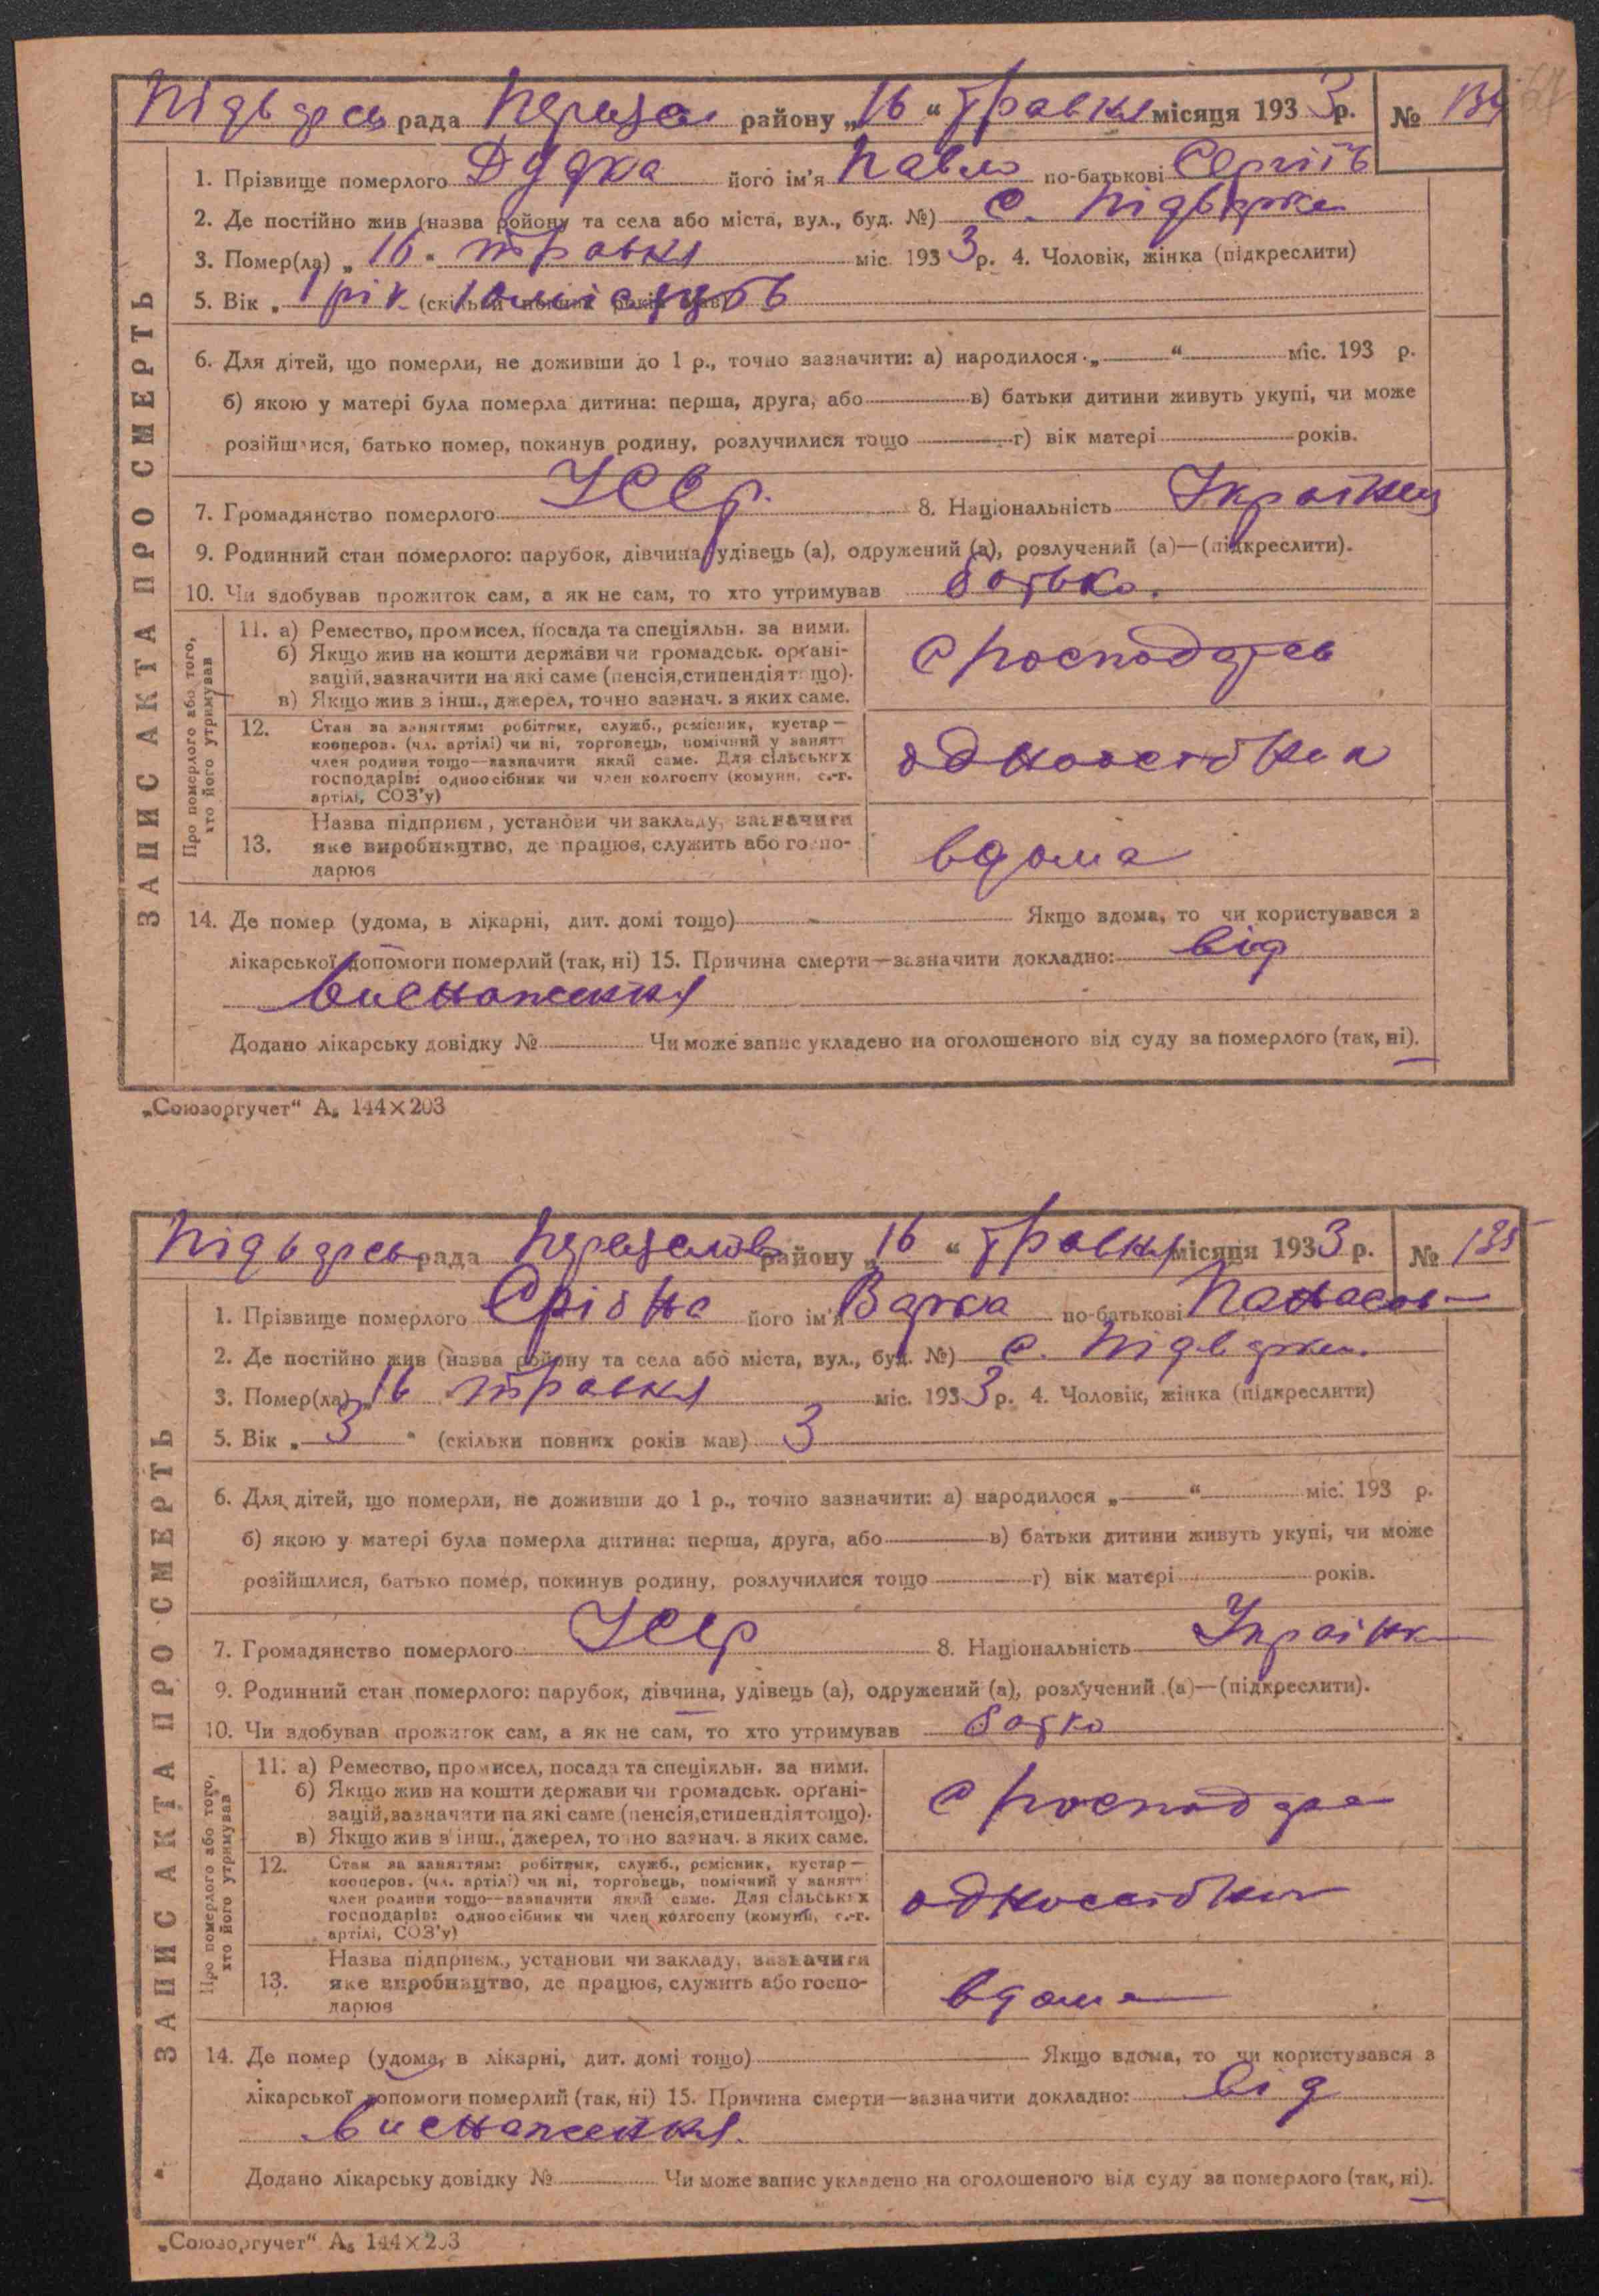 рада району „16“ травня місяця 1933 р. № 134
1. Прізвище померлого Дудка його ім'я Павло по-батькові Сергіїв
2. Де постійно жив (назва району та села або міста, вул., буд. №) с.
3. Помер(ла) „16“ травня міс. 1933 р. 4. Чоловік, жінка (підкреслити)
5. Вік „1 рік (скільки повних років мав) місяців
6. Для дітей, що померли, не доживши до 1 р., точно зазначити: а) народилося „ “ міс. 193 р.
б) якою у матері була померла дитина: перша, друга, або в) батьки дитини живуть укупі, чи може
розійшлися, батько помер, покинув родину, розлучилися тощо г) вік матері років.
7. Громадянство померлого УССр. 8. Національність Українец
9. Родинний стан померлого: парубок, дівчина, удівець (а), одружений (а), розлучений (а)—(підкреслити).
10. Чи здобував прожиток сам, а як не сам, то хто утримував батько.
ЗАПИС АКТА ПРО СМЕРТЬ
Про померлого або того,
хто його утримував
11. а) Ремество, промисел, посада та спеціяльн. за ними.
б) Якщо жив на кошти держави чи громадськ. орґані-
зацій, зазначити на які саме (пенсія, стипендія тощо).
в) Якщо жив з інш., джерел, точно зазнач. з яких саме.
12. Стан за заняттям: робітник, служб., ремісник, кустар—
кооперов. (чл. артілі) чи ні, торговець, помічний у занятт
член родини тощо—зазначити який саме. Для сільських
господарів: одноосібник чи член колгоспу (комуни, с.-г.
артілі, СОЗ'у)
одноосібник
13. Назва підприєм., установи чи закладу, зазначити
яке виробництво, де працює, служить або госпо-
дарює
вдома
14. Де помер (удома, в лікарні, дит. домі тощо) Якщо вдома, то чи користувався з
лікарської допомоги померлий (так, ні) 15. Причина смерти—зазначити докладно: від
виснаження
Додано лікарську довідку № Чи може запис укладено на оголошеного від суду за померлого (так, ні).
„Союзоргучет“ А₅ 144×203
рада району „16“ травня місяця 1933 р. № 135
1. Прізвище померлого Срібна його ім'я Варка по-батькові Панасов
2. Де постійно жив (назва району та села або міста, вул., буд. №) с.
3. Помер(ла) „16 травня міс. 1933 р. 4. Чоловік, жінка (підкреслити)
5. Вік „3“ (скільки повних років мав) 3
6. Для дітей, що померли, не доживши до 1 р., точно зазначити: а) народилося „ “ міс. 193 р.
б) якою у матері була померла дитина: перша, друга, або в) батьки дитини живуть укупі, чи може
розійшлися, батько помер, покинув родину, розлучилися тощо г) вік матері років.
7. Громадянство померлого УССр 8. Національність Українк
9. Родинний стан померлого: парубок, дівчина, удівець (а), одружений (а), розлучений (а)—(підкреслити).
10. Чи здобував прожиток сам, а як не сам, то хто утримував батко
ЗАПИС АКТА ПРО СМЕРТЬ
Про померлого або того,
хто його утримував
11. а) Ремество, промисел, посада та спеціяльн. за ними.
б) Якщо жив на кошти держави чи громадськ. орґані-
зацій, зазначити на які саме (пенсія, стипендія тощо).
в) Якщо жив з інш., джерел, точно зазнач. з яких саме.
12. Стан за заняттям: робітник, служб., ремісник, кустар—
кооперов. (чл. артілі) чи ні, торговець, помічний у занятт
член родини тощо—зазначити який саме. Для сільських
господарів: одноосібник чи член колгоспу (комуни, с.-г.
артілі, СОЗ'у)
одноосібник
13. Назва підприєм., установи чи закладу, зазначити
яке виробництво, де працює, служить або госпо-
дарює
вдома
14. Де помер (удома, в лікарні, дит. домі тощо) Якщо вдома, то чи користувався з
лікарської допомоги померлий (так, ні) 15. Причина смерти—зазначити докладно: від
виснаження.
Додано лікарську довідку № Чи може запис укладено на оголошеного від суду за померлого (так, ні).
„Союзоргучет“ А₅ 144×203